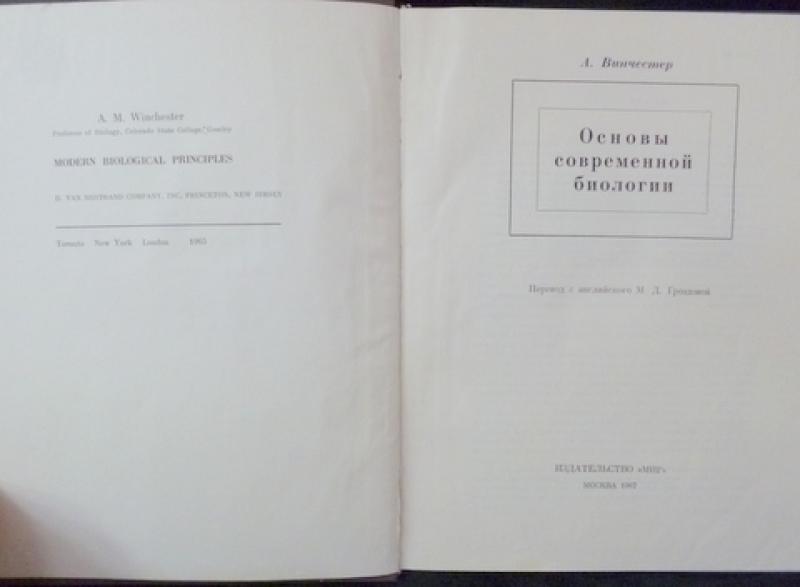 A. M. Winchester
Professor of Biology, Colorado State College, Greeley
MODERN BIOLOGICAL PRINCIPLES
D. VAN NOSTRAND COMPANY, INC, PRINCETON, NEW JERSEY
Toronto New York London 1965
А. Винчестер
Основы
современной
биологии
Перевод с английского М. Д. Гроздовой
ИЗДАТЕЛЬСТВО «МИР»
МОСКВА 1967